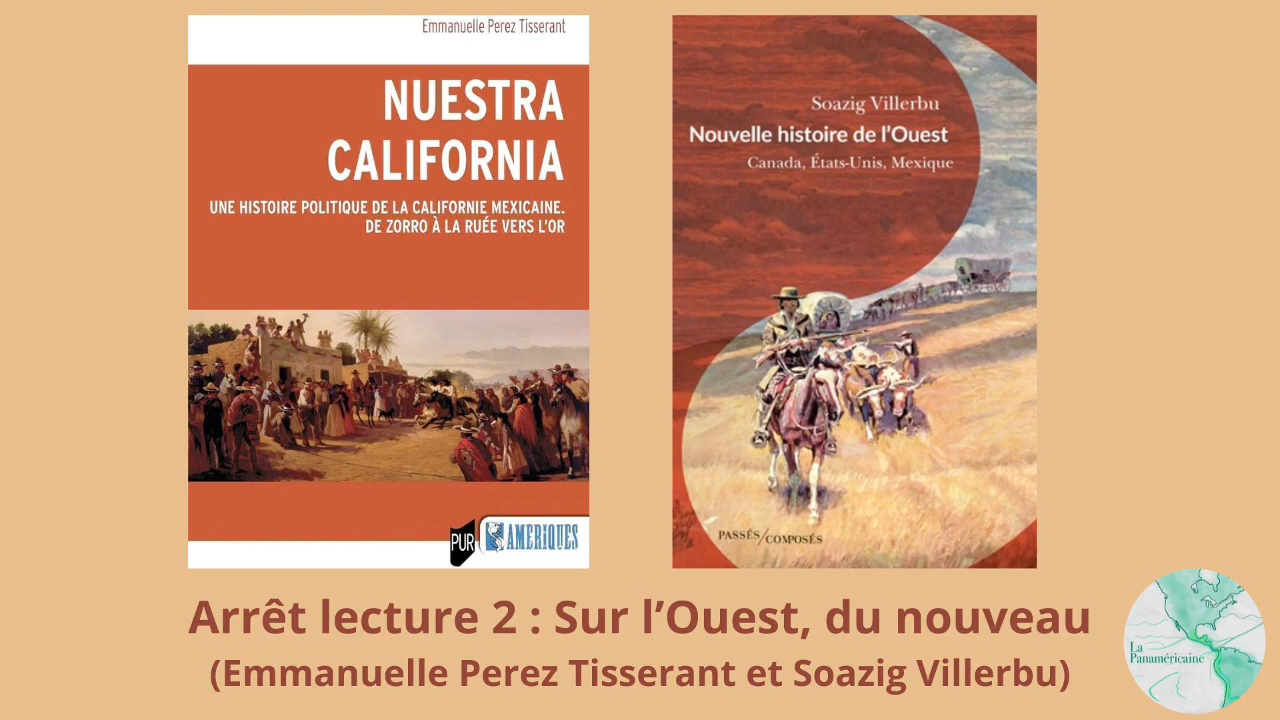 Emmanuelle Perez Tisserant
NUESTRA
CALIFORNIA
UNE HISTOIRE POLITIQUE DE LA CALIFORNIE MEXICAINE.
DE ZORRO À LA RUÉE VERS L'OR
PUR
AMERIQUES
Soazig Villerbu
Nouvelle histoire de l'Ouest
Canada, États-Unis, Mexique
PASSÉS/COMPOSÉS
Arrêt lecture 2 : Sur l’Ouest, du nouveau
(Emmanuelle Perez Tisserant et Soazig Villerbu)
La
Panaméricaine